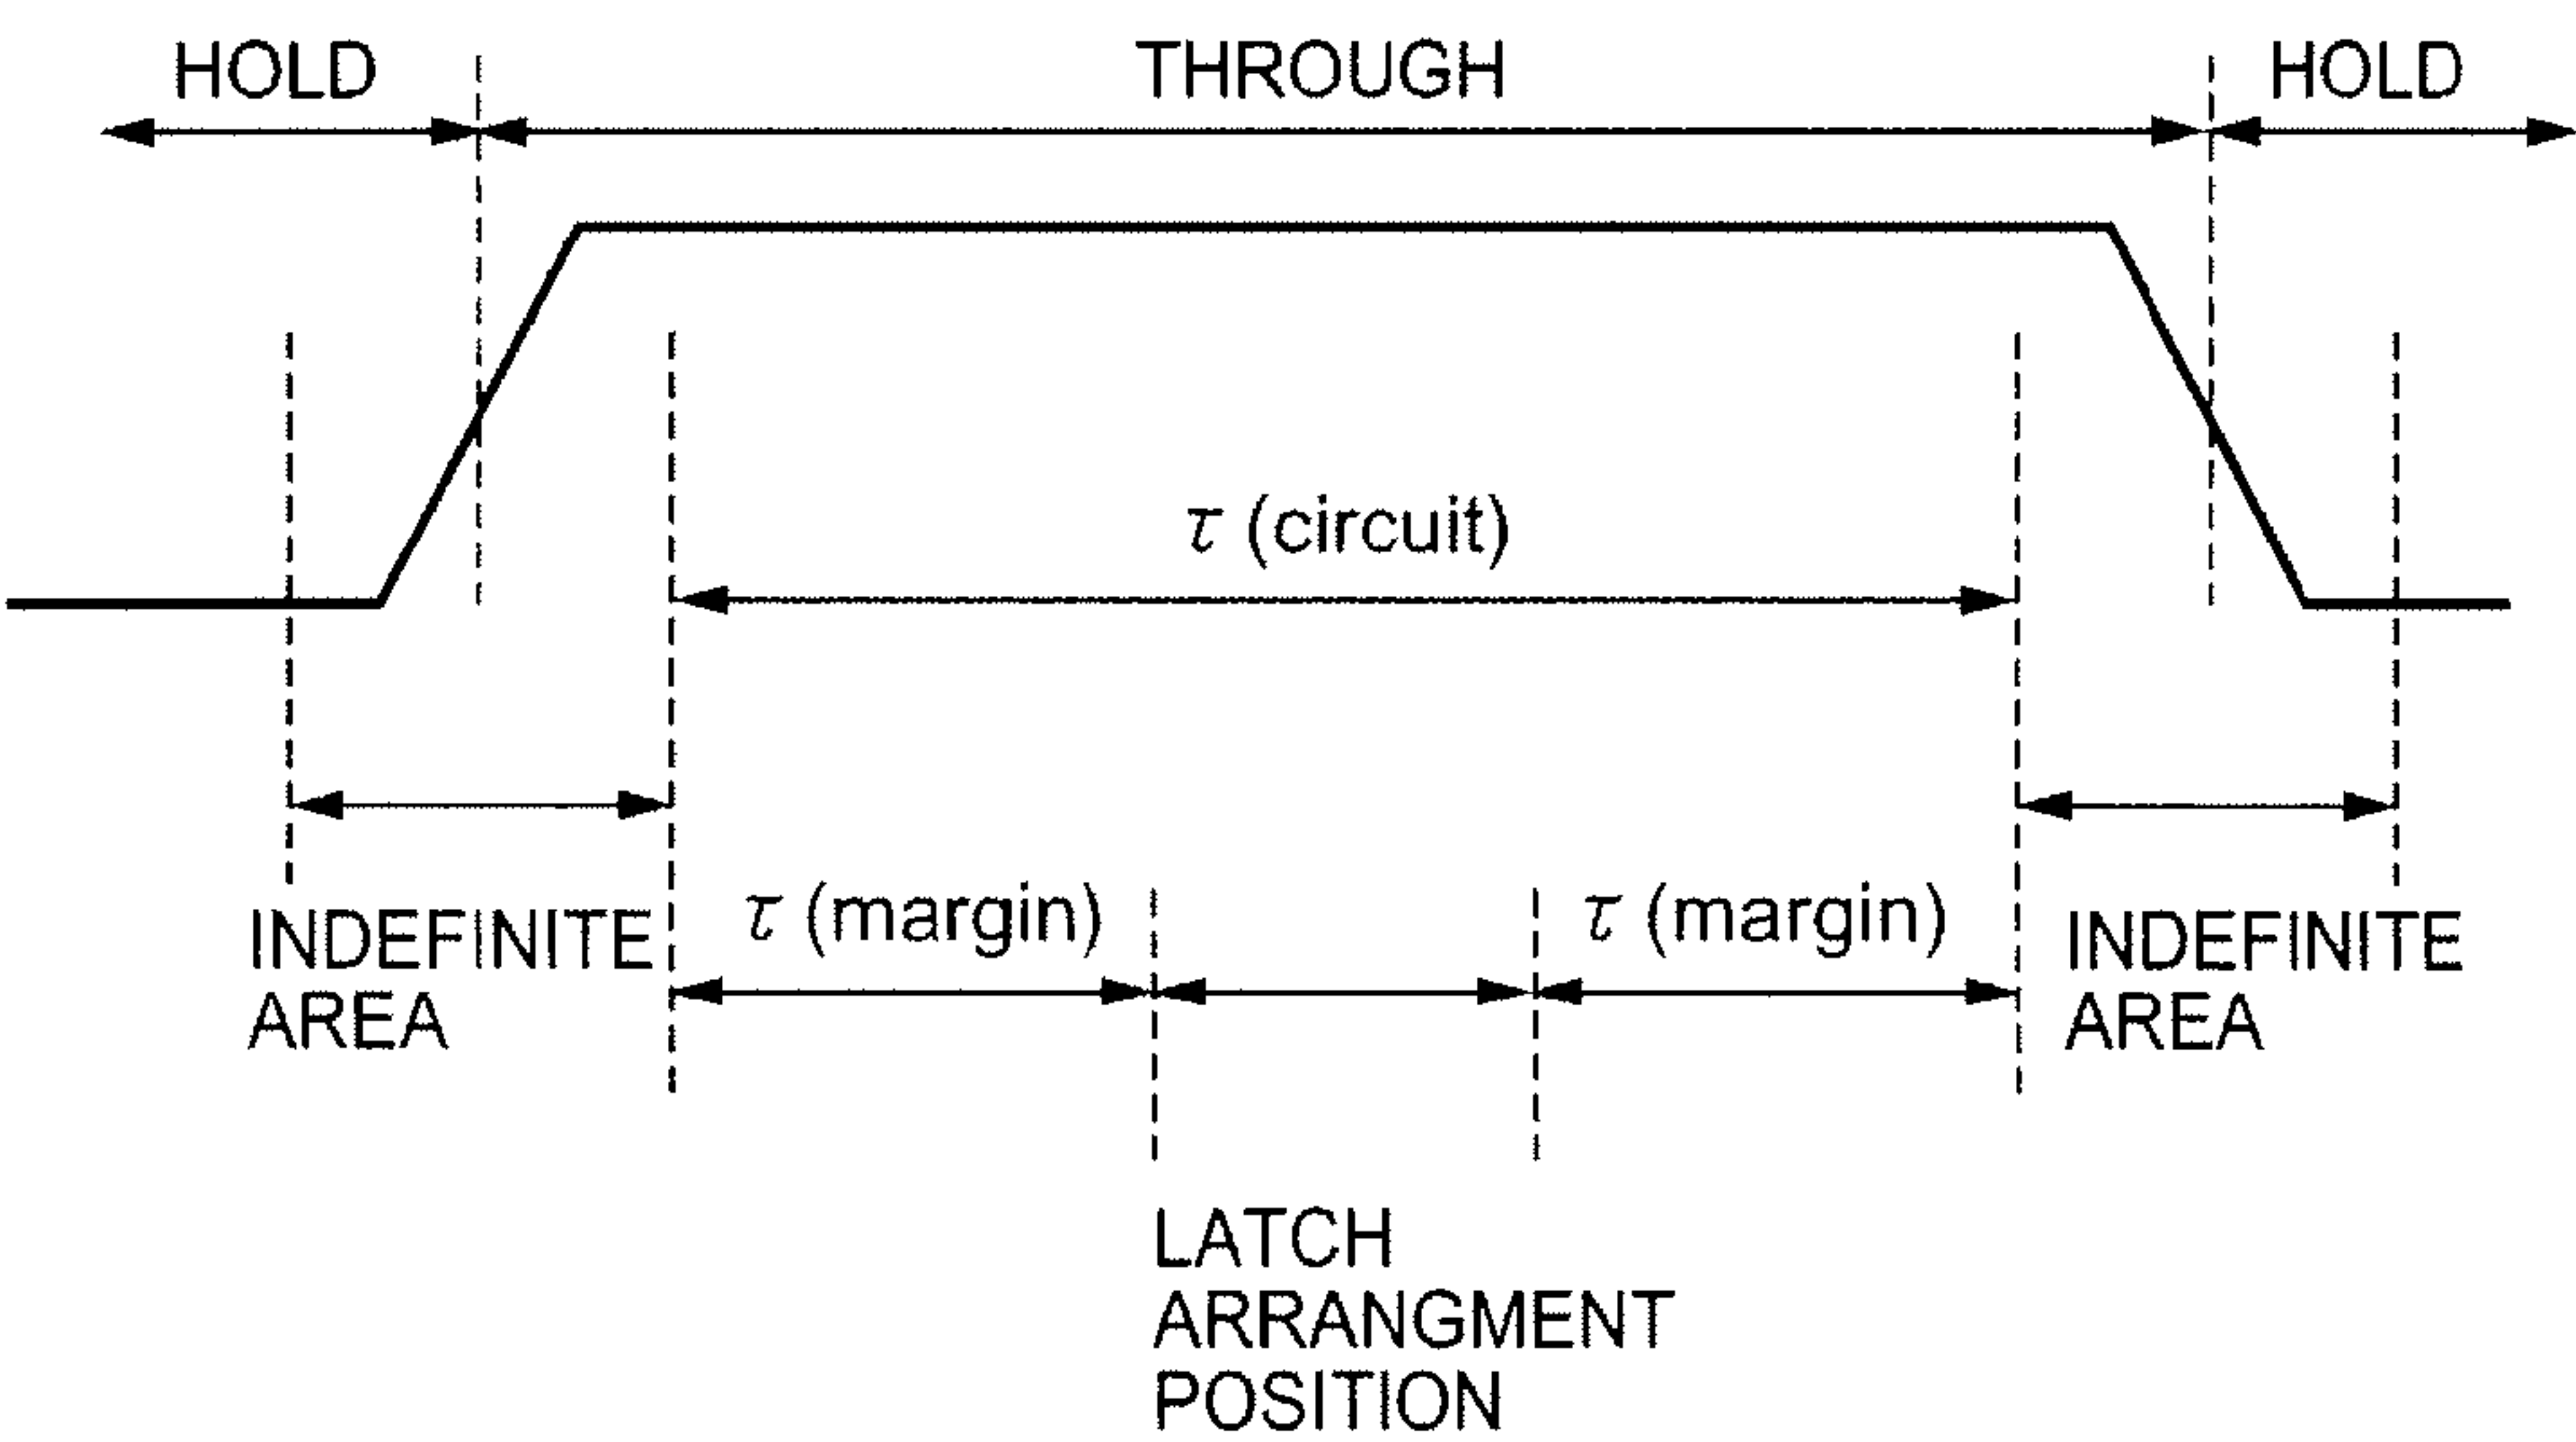 HOLD THROUGH HOLD
τ (circuit)
τ (margin) τ (margin)
INDEFINITE
AREA
INDEFINITE
AREA
LATCH
ARRANGMENT
POSITION